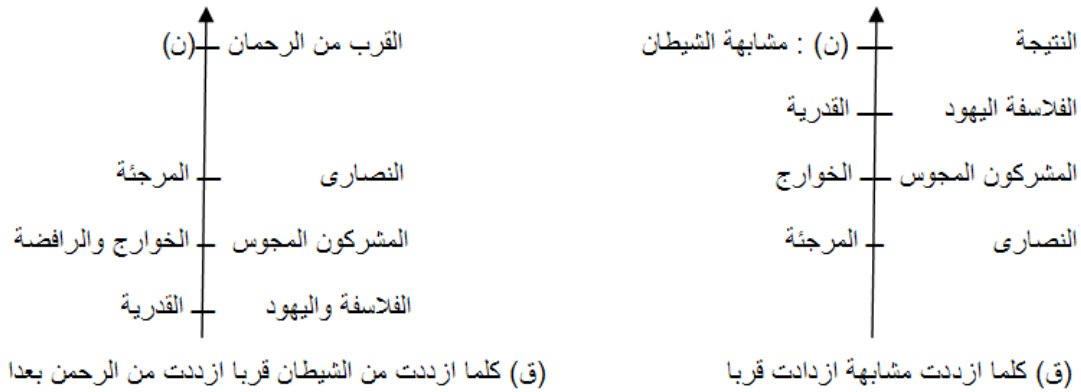 النتيجة (ن) : مشابهة الشيطان
الفلاسفة اليهود القدرية
المشركون المجوس الخوارج
النصارى المرجئة
(ق) كلما ازددت مشابهة ازدادت قربا
القرب من الرحمان (ن)
النصارى المرجئة
المشركون المجوس الخوارج والرافضة
الفلاسفة واليهود القدرية
(ق) كلما ازددت من الشيطان قربا ازددت من الرحمن بعدا